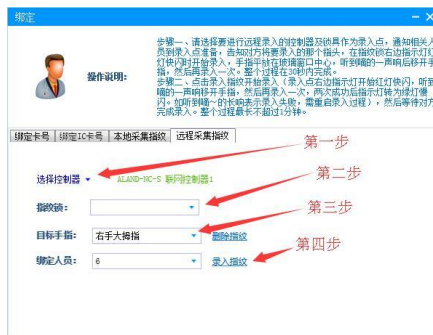 绑定
操作说明：
步骤一、请选择要进行远程录入的控制器及锁具作为录入点，通知相关人
员到录入点准备，告知对方将要录入的那个指头，在指纹锁右边指示灯红
灯快闪时开始录入，手指平放在玻璃窗口中心，听到嘀的一声响后移开手
指，然后再录入一次。整个过程在30秒内完成。
步骤二、点击录入指纹开始录入（录入点右边指示灯开始红灯快闪，听到
嘀的一声响移开手指，然后再录入一次，两次成功后指示灯转为绿灯慢
闪。如听到嘀~的长响表示录入失败，需重启录入过程），然后等待对方
完成录入。整个过程最长不超过1分钟。
绑定卡号 绑定IC卡号 本地采集指纹 远程采集指纹
第一步
选择控制器 ALAND-NC-S 联网控制器1
第二步
指纹锁：
第三步
目标手指： 右手大拇指 删除指纹
第四步
绑定人员： 6 录入指纹